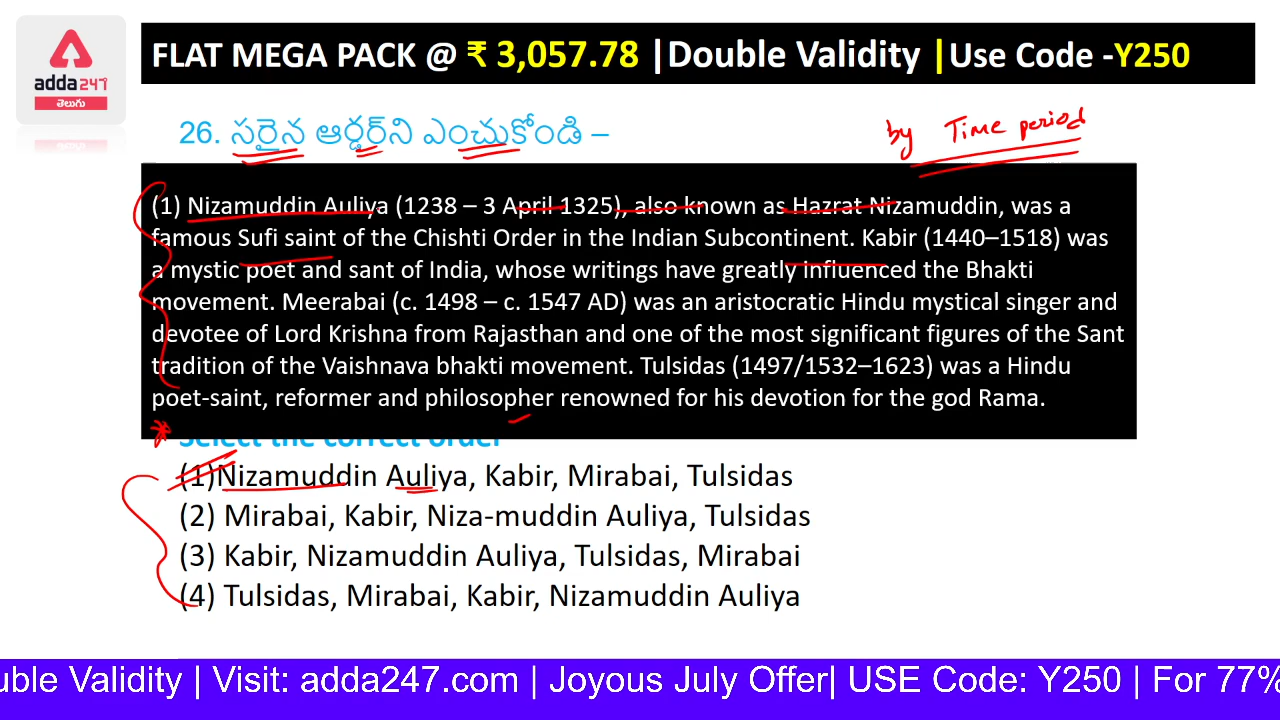 adda247
తెలుగు
FLAT MEGA PACK @ ₹ 3,057.78 |Double Validity |Use Code -Y250
26. సరైన ఆర్డర్‌ని ఎంచుకోండి –
by Time period
(1) Nizamuddin Auliya (1238 – 3 April 1325), also known as Hazrat Nizamuddin, was a
famous Sufi saint of the Chishti Order in the Indian Subcontinent. Kabir (1440–1518) was
a mystic poet and sant of India, whose writings have greatly influenced the Bhakti
movement. Meerabai (c. 1498 – c. 1547 AD) was an aristocratic Hindu mystical singer and
devotee of Lord Krishna from Rajasthan and one of the most significant figures of the Sant
tradition of the Vaishnava bhakti movement. Tulsidas (1497/1532–1623) was a Hindu
poet-saint, reformer and philosopher renowned for his devotion for the god Rama.
Select the correct order
(1)Nizamuddin Auliya, Kabir, Mirabai, Tulsidas
(2) Mirabai, Kabir, Niza-muddin Auliya, Tulsidas
(3) Kabir, Nizamuddin Auliya, Tulsidas, Mirabai
(4) Tulsidas, Mirabai, Kabir, Nizamuddin Auliya
uble Validity | Visit: adda247.com | Joyous July Offer| USE Code: Y250 | For 77%